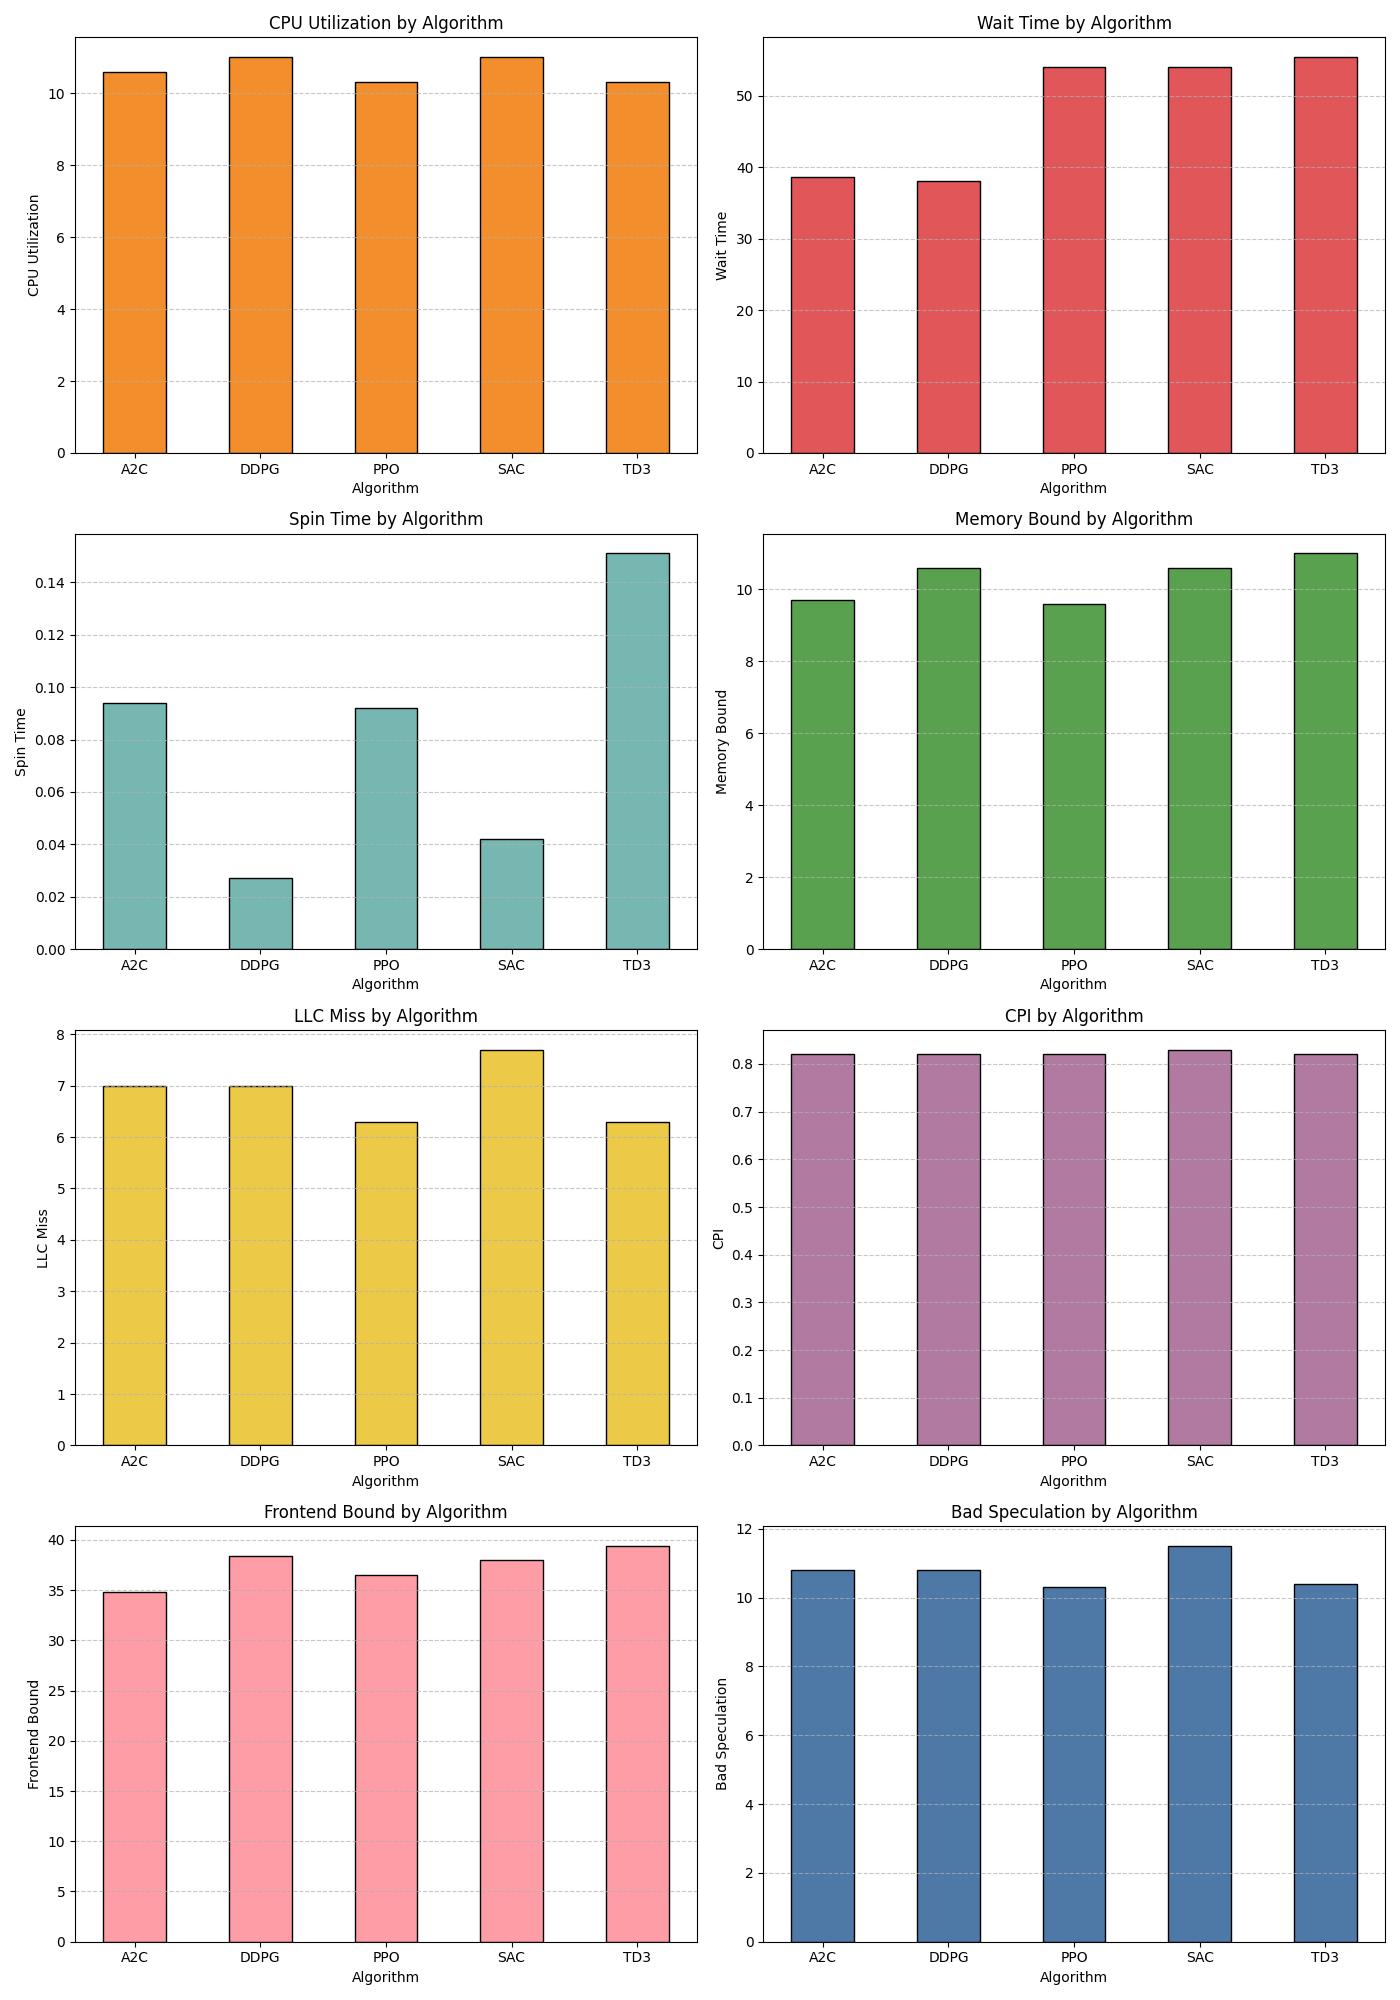 CPU Utilization by Algorithm
CPU Utilization
10
8
6
4
2
0
A2C DDPG PPO SAC TD3
Algorithm
Wait Time by Algorithm
Wait Time
50
40
30
20
10
0
A2C DDPG PPO SAC TD3
Algorithm
Spin Time by Algorithm
Spin Time
0.14
0.12
0.10
0.08
0.06
0.04
0.02
0.00
A2C DDPG PPO SAC TD3
Algorithm
Memory Bound by Algorithm
Memory Bound
10
8
6
4
2
0
A2C DDPG PPO SAC TD3
Algorithm
LLC Miss by Algorithm
LLC Miss
8
7
6
5
4
3
2
1
0
A2C DDPG PPO SAC TD3
Algorithm
CPI by Algorithm
CPI
0.8
0.7
0.6
0.5
0.4
0.3
0.2
0.1
0.0
A2C DDPG PPO SAC TD3
Algorithm
Frontend Bound by Algorithm
Frontend Bound
40
35
30
25
20
15
10
5
0
A2C DDPG PPO SAC TD3
Algorithm
Bad Speculation by Algorithm
Bad Speculation
12
10
8
6
4
2
0
A2C DDPG PPO SAC TD3
Algorithm